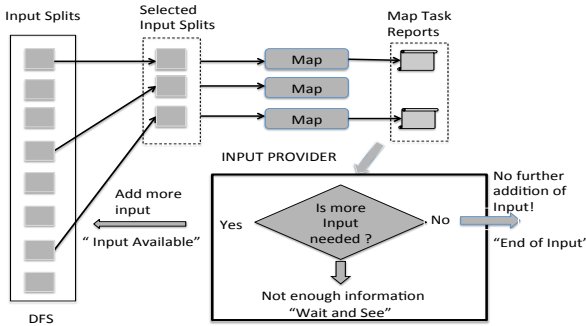 Input Splits
Selected
Input Splits
Map Task
Reports
Map
Map
Map
INPUT PROVIDER
No further
addition of
Input!
Add more
input
Yes
Is more
Input
needed ?
No
“ Input Available”
“End of Input’
Not enough information
“Wait and See”
DFS